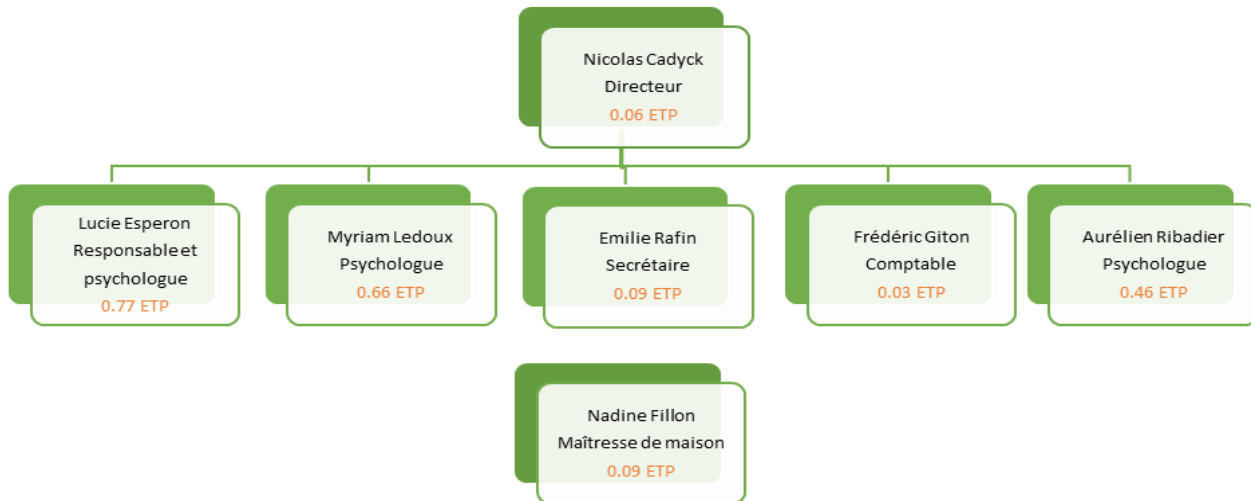 Nicolas Cadyck
Directeur
0.06 ETP
Lucie Esperon
Responsable et
psychologue
0.77 ETP
Myriam Ledoux
Psychologue
0.66 ETP
Emilie Rafin
Secrétaire
0.09 ETP
Frédéric Giton
Comptable
0.03 ETP
Aurélien Ribadier
Psychologue
0.46 ETP
Nadine Fillon
Maîtresse de maison
0.09 ETP